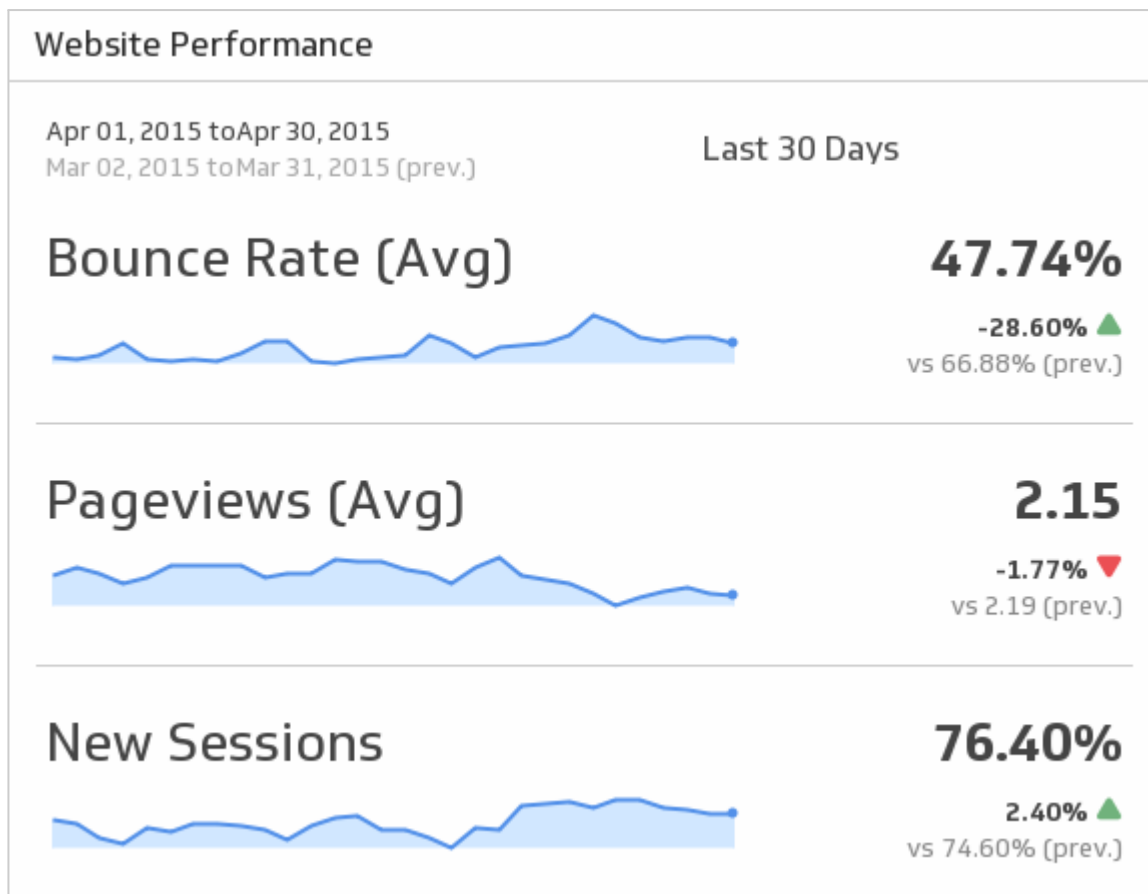 Website Performance
Apr 01, 2015 toApr 30, 2015
Mar 02, 2015 toMar 31, 2015 (prev.)
Last 30 Days
Bounce Rate (Avg)
47.74%
-28.60%
vs 66.88% (prev.)
Pageviews (Avg)
2.15
-1.77%
vs 2.19 (prev.)
New Sessions
76.40%
2.40%
vs 74.60% (prev.)